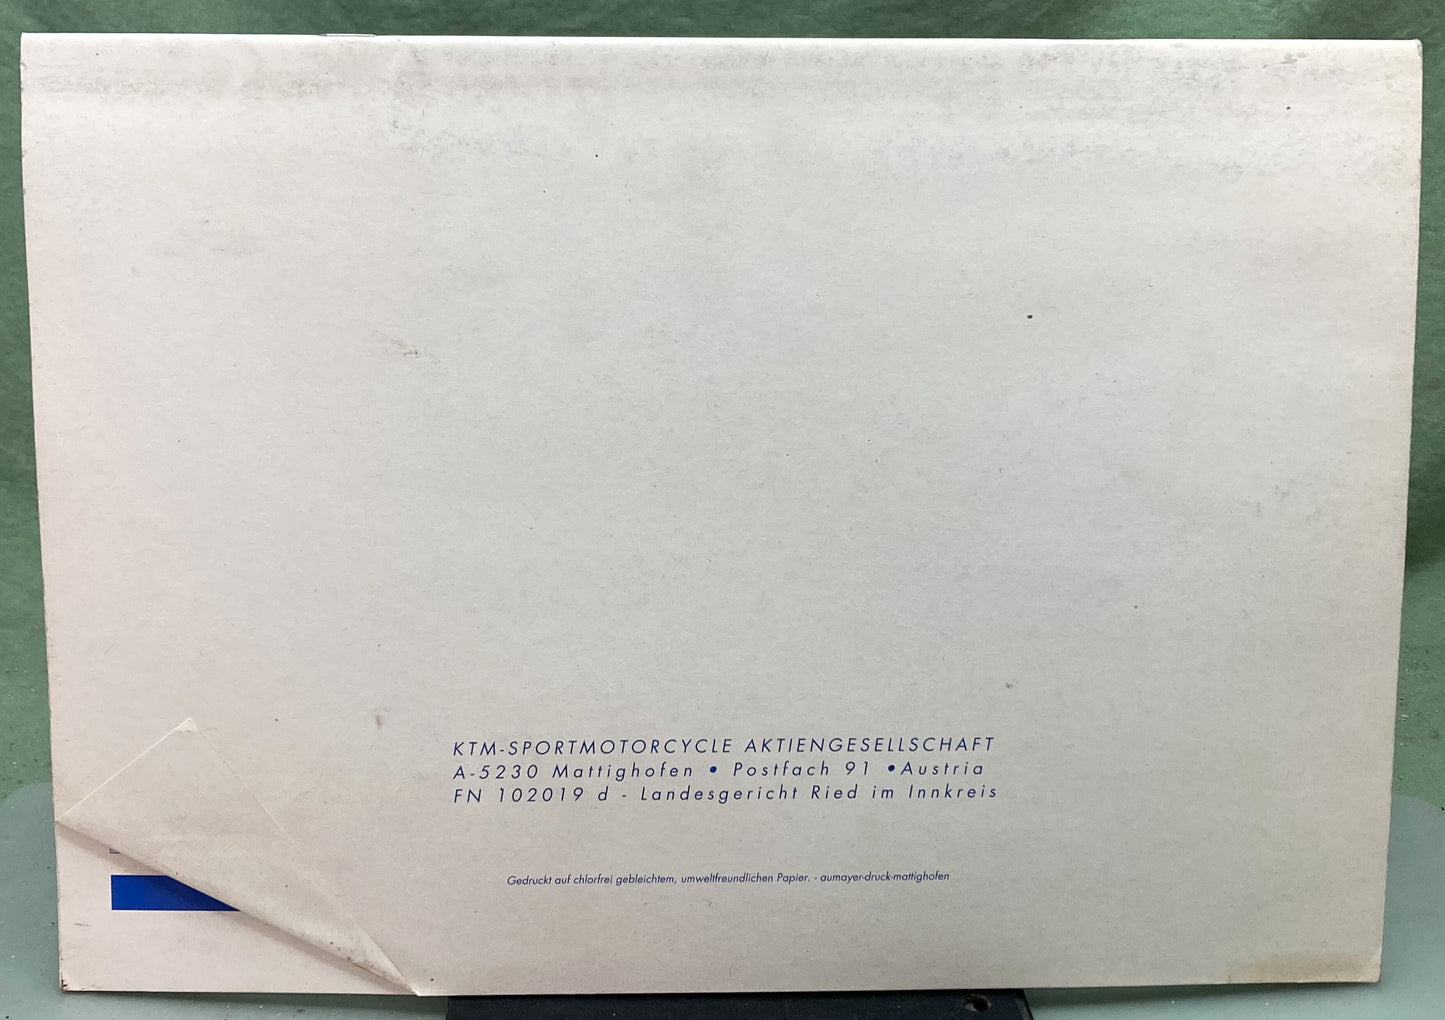 KTM-SPORTMOTORCYCLE AKTIENGESELLSCHAFT
A-5230 Mattighofen • Postfach 91 •Austria
FN 102019 d - Landesgericht Ried im Innkreis
Gedruckt auf chlorfrei gebleichtem, umweltfreundlichen Papier. - aumayer-druck-mattighofen